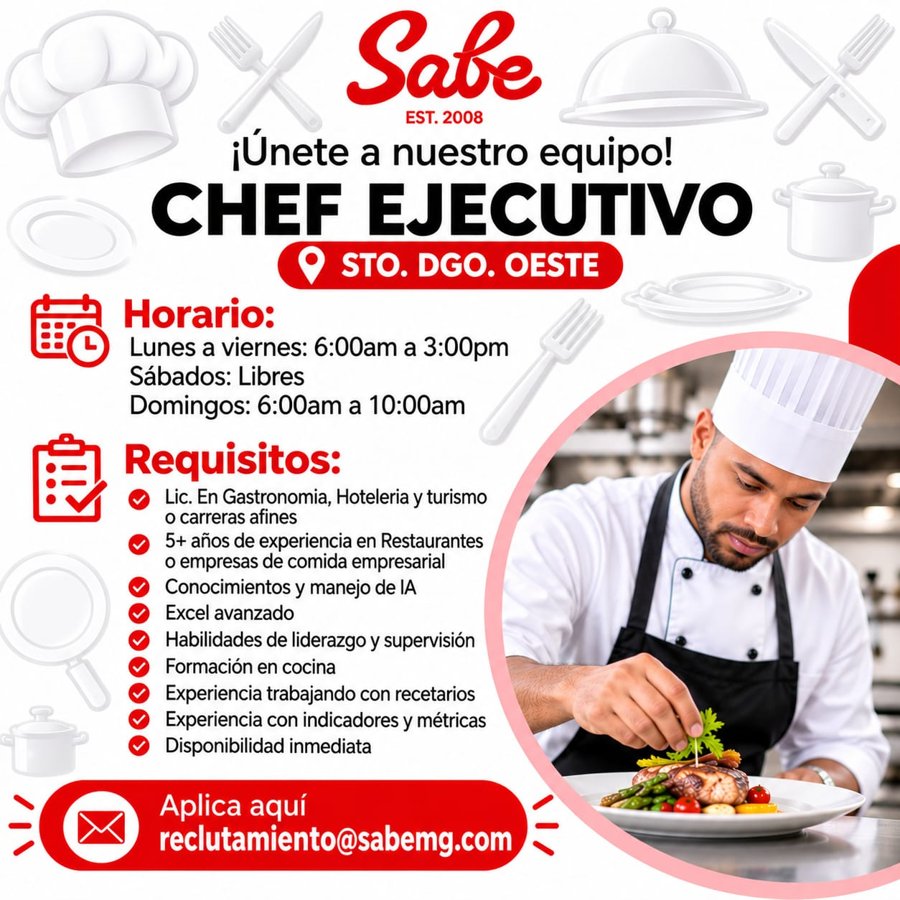 Sabe
EST. 2008
¡Únete a nuestro equipo!
CHEF EJECUTIVO
STO. DGO. OESTE
Horario:
Lunes a viernes: 6:00am a 3:00pm
Sábados: Libres
Domingos: 6:00am a 10:00am
Requisitos:
Lic. En Gastronomia, Hoteleria y turismo
o carreras afines
5+ años de experiencia en Restaurantes
o empresas de comida empresarial
Conocimientos y manejo de IA
Excel avanzado
Habilidades de liderazgo y supervisión
Formación en cocina
Experiencia trabajando con recetarios
Experiencia con indicadores y métricas
Disponibilidad inmediata
Aplica aquí
reclutamiento@sabemg.com